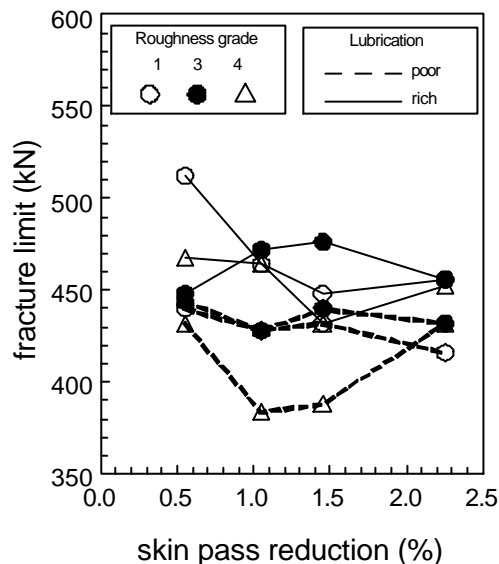 600
550
500
450
400
350
fracture limit (kN)
Roughness grade
1 3 4
Lubrication
poor
rich
0.0 0.5 1.0 1.5 2.0 2.5
skin pass reduction (%)